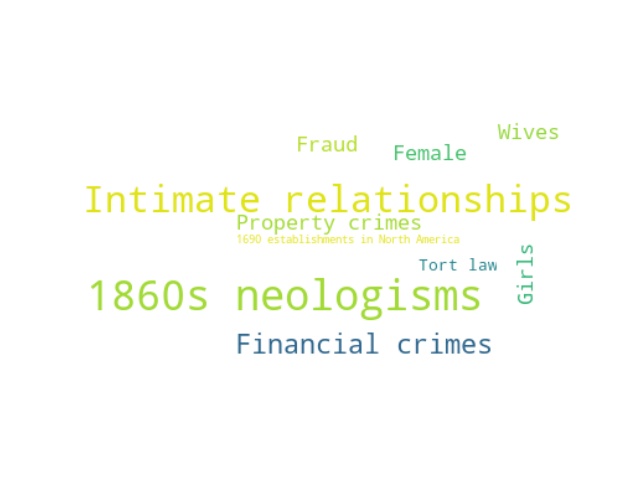 Wives
Fraud
Female
Intimate relationships
Property crimes
1690 establishments in North America
Tort law
Girls
1860s neologisms
Financial crimes